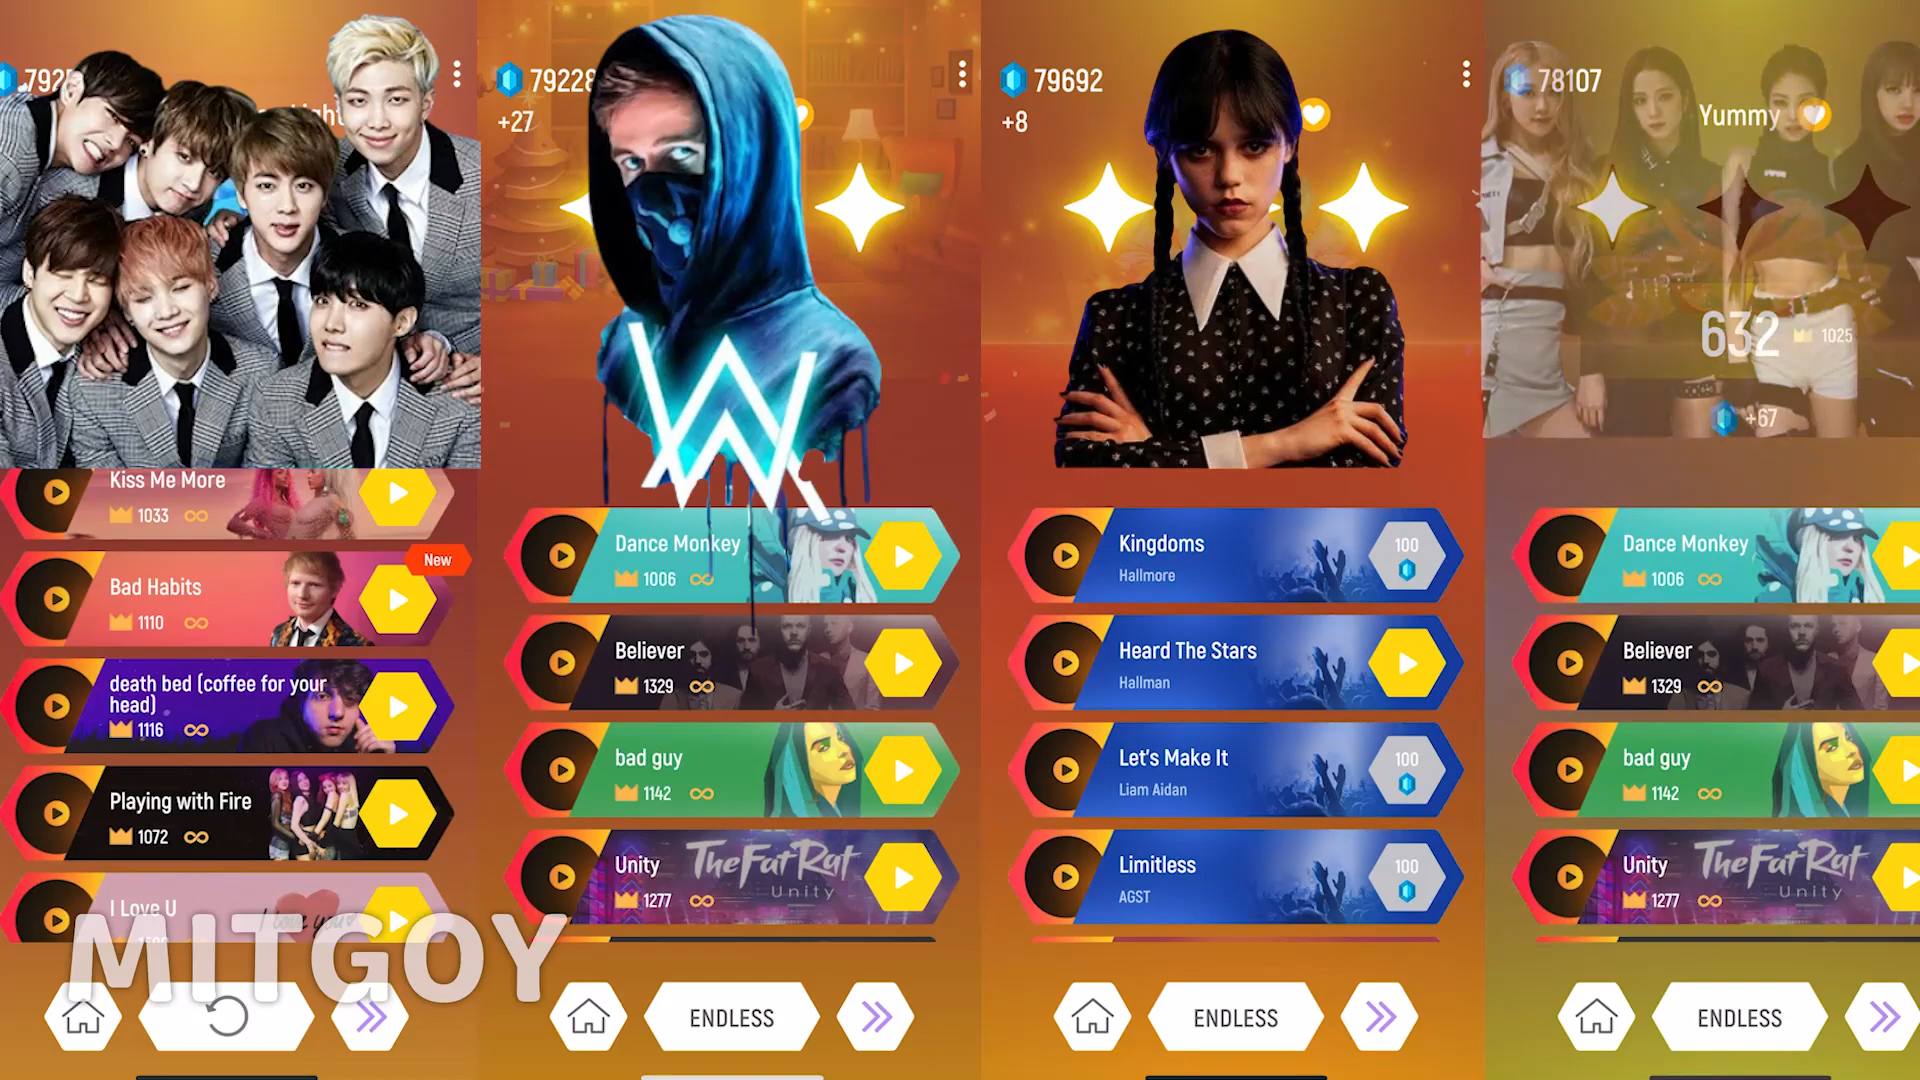 792
ht
Kiss Me More
1033
New
Bad Habits
1110
death bed (coffee for your
head)
1116
Playing with Fire
1072
I Love U
I love you
MITGOY
79228
+27
Dance Monkey
1006
Believer
1329
bad guy
1142
Unity
1277
TheFatRat
Unity
ENDLESS
79692
+8
Kingdoms
Hallmore
100
Heard The Stars
Hallman
Let's Make It
Liam Aidan
100
Limitless
AGST
100
ENDLESS
78107
Yummy
632
1025
+67
Dance Monkey
1006
Believer
1329
bad guy
1142
Unity
1277
TheFatRat
Unity
ENDLESS